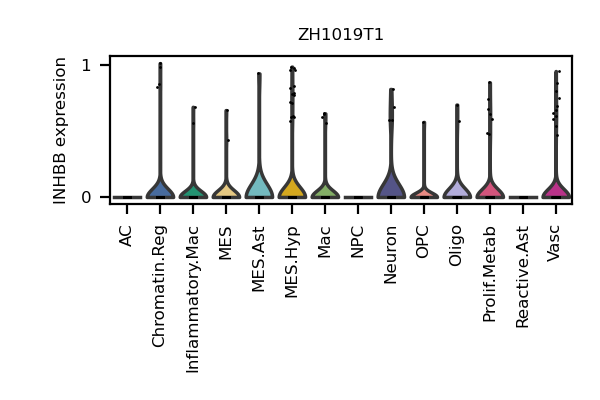 ZH1019T1
INHBB expression
1
0
AC
Chromatin.Reg
Inflammatory.Mac
MES
MES.Ast
MES.Hyp
Mac
NPC
Neuron
OPC
Oligo
Prolif.Metab
Reactive.Ast
Vasc